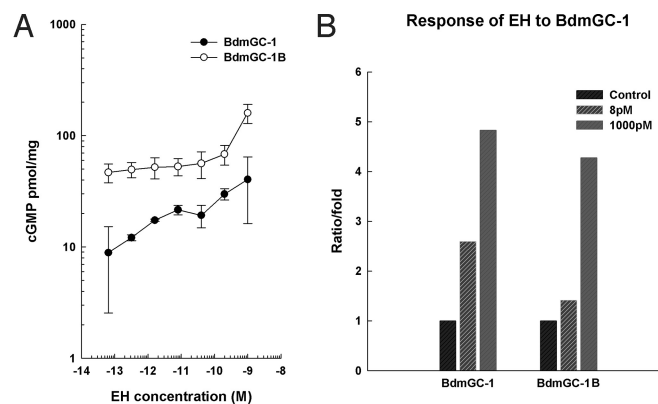 A
1000
100
10
1
cGMP pmol/mg
BdmGC-1
BdmGC-1B
-14 -13 -12 -11 -10 -9 -8
EH concentration (M)
B
Response of EH to BdmGC-1
6
5
4
3
2
1
0
Ratio/fold
Control
8pM
1000pM
BdmGC-1 BdmGC-1B